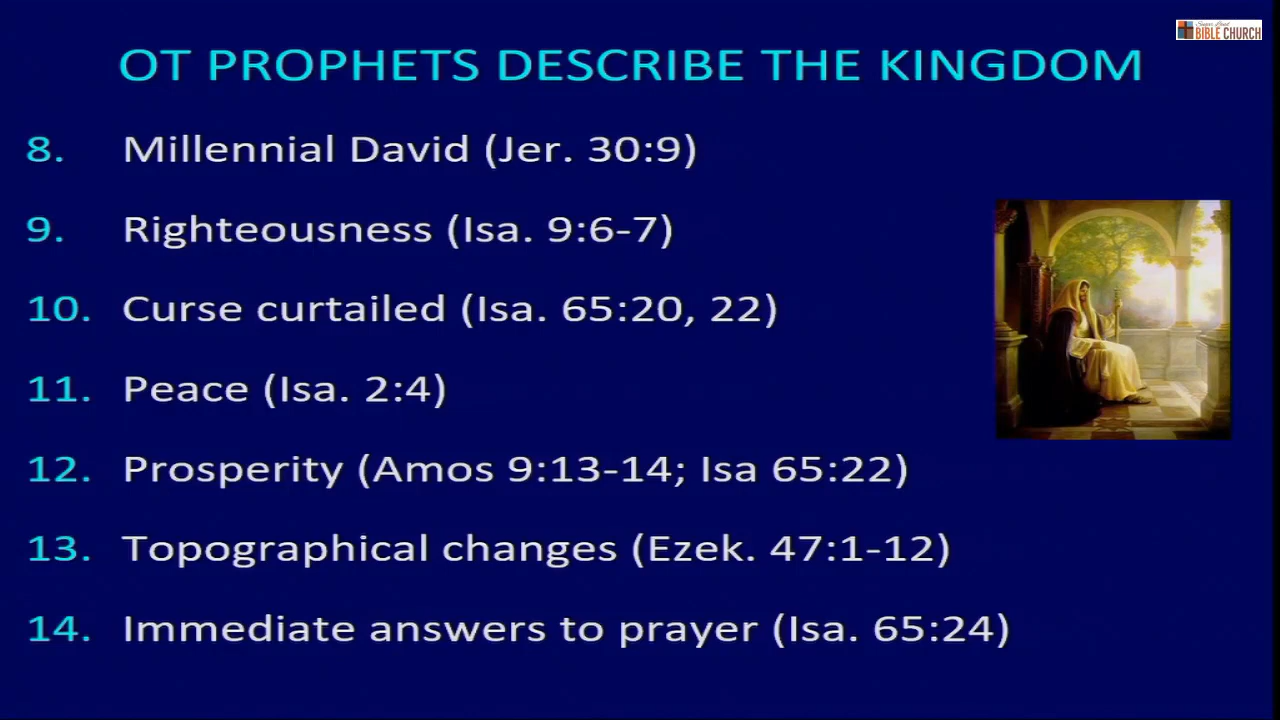 Sugar Land
BIBLE CHURCH
OT PROPHETS DESCRIBE THE KINGDOM
8. Millennial David (Jer. 30:9)
9. Righteousness (Isa. 9:6-7)
10. Curse curtailed (Isa. 65:20, 22)
11. Peace (Isa. 2:4)
12. Prosperity (Amos 9:13-14; Isa 65:22)
13. Topographical changes (Ezek. 47:1-12)
14. Immediate answers to prayer (Isa. 65:24)